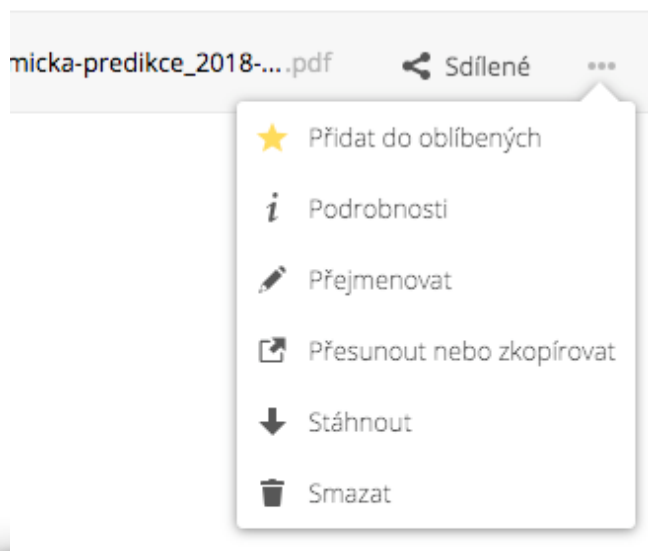 micka-predikce_2018-... .pdf Sdílené
Přidat do oblíbených
Podrobnosti
Přejmenovat
Přesunout nebo zkopírovat
Stáhnout
Smazat